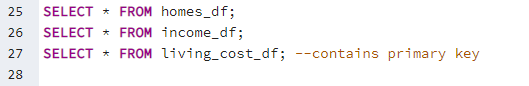 25 SELECT * FROM homes_df;
26 SELECT * FROM income_df;
27 SELECT * FROM living_cost_df; --contains primary key
28